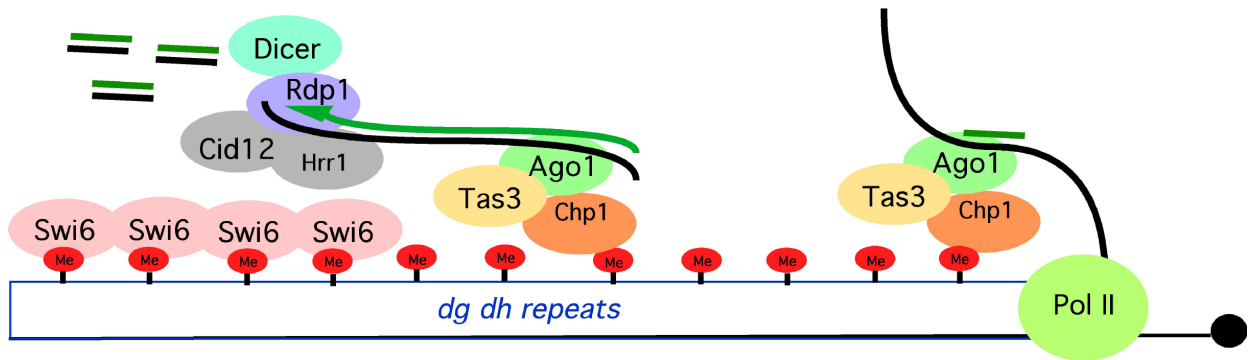 Dicer
Rdp1
Cid12
Hrr1
Ago1
Tas3
Chp1
Ago1
Tas3
Chp1
Swi6
Swi6
Swi6
Swi6
Me
Me
Me
Me
Me
Me
Me
Me
Me
Me
Me
dg dh repeats
Pol II